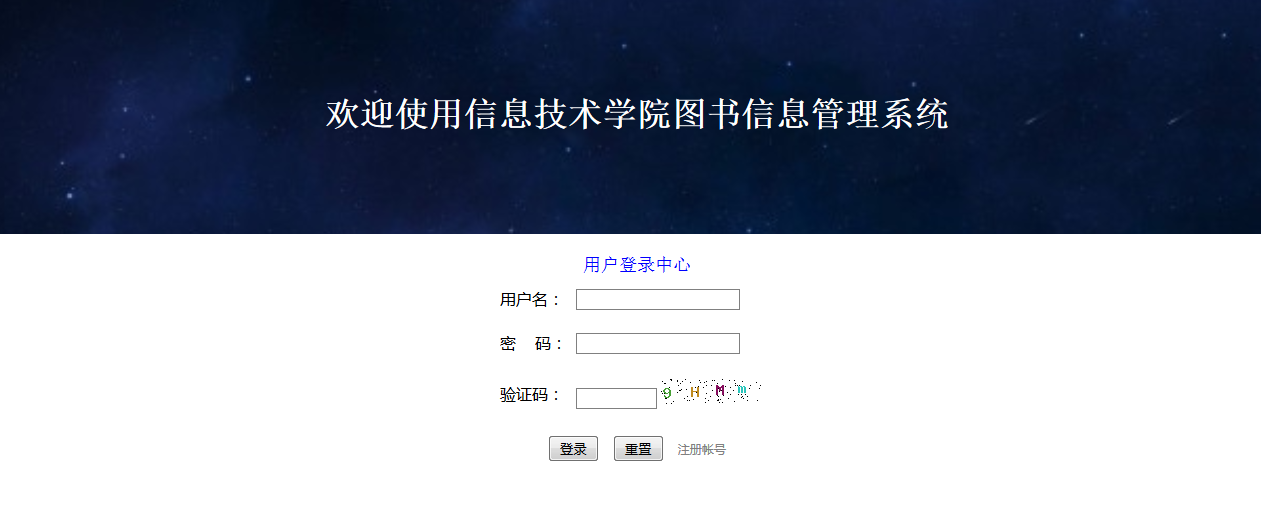 欢迎使用信息技术学院图书信息管理系统
用户登录中心
用户名：
密 码：
验证码： 9 H M m
登录 重置 注册帐号